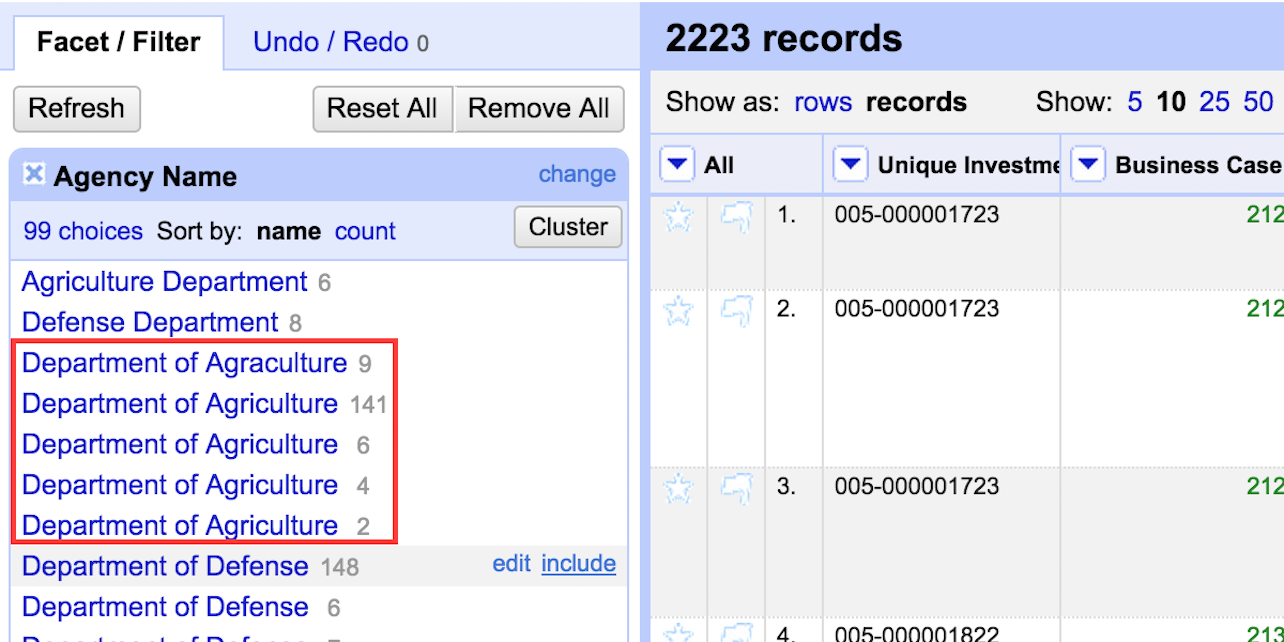 Facet / Filter Undo / Redo 0
Refresh Reset All Remove All
Agency Name change
99 choices Sort by: name count Cluster
Agriculture Department 6
Defense Department 8
Department of Agraculture 9
Department of Agriculture 141
Department of Agriculture 6
Department of Agriculture 4
Department of Agriculture 2
Department of Defense 148 edit include
Department of Defense 6
Department of Defense
2223 records
Show as: rows records Show: 5 10 25 50
All Unique Investme Business Case
1. 005-000001723 212
2. 005-000001723 212
3. 005-000001723 212
4. 005-000001822 213